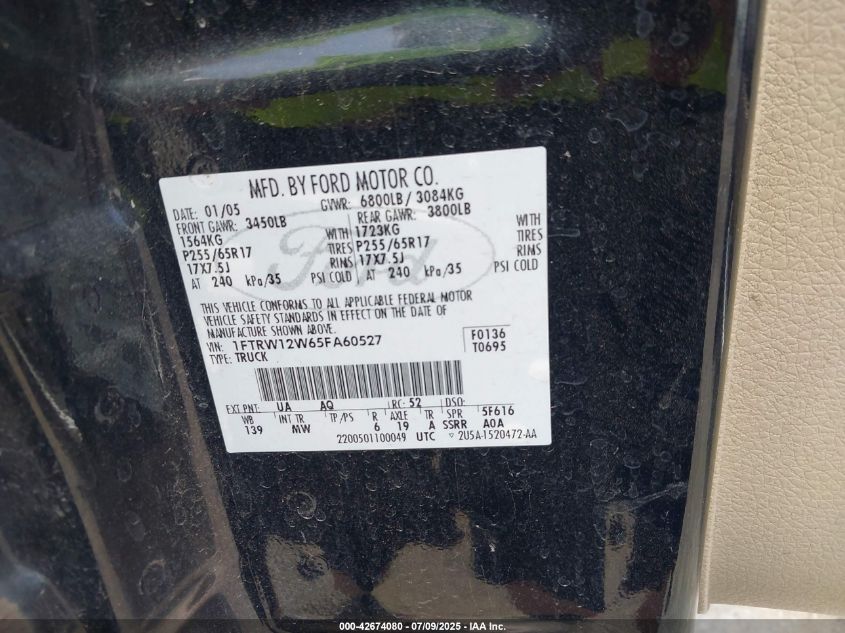 MFD. BY FORD MOTOR CO.
DATE: 01/05 GVWR: 6800LB/ 3084KG
FRONT GAWR: 3450LB REAR GAWR: 3800LB
1564KG WITH 1723KG WITH
P255/65R17 TIRES P255/65R17 TIRES
17X7.5J RIMS 17X7.5J RIMS
AT 240 kPa/35 PSI COLD AT 240 kPa/35 PSI COLD
Ford
THIS VEHICLE CONFORMS TO ALL APPLICABLE FEDERAL MOTOR
VEHICLE SAFETY STANDARDS IN EFFECT ON THE DATE OF
MANUFACTURE SHOWN ABOVE.
VIN: 1FTRW12W65FA60527 F0136
TYPE: TRUCK T0695
EXT PNT: UA AQ RC: 52 DSO:
WB INT TR TP/PS R AXLE TR SPR 5F616
139 MW 6 19 A SSRR A0A
2200501100049 UTC ▽ 2U5A-1520472-AA
000-42674080 - 07/09/2025 - IAA Inc.